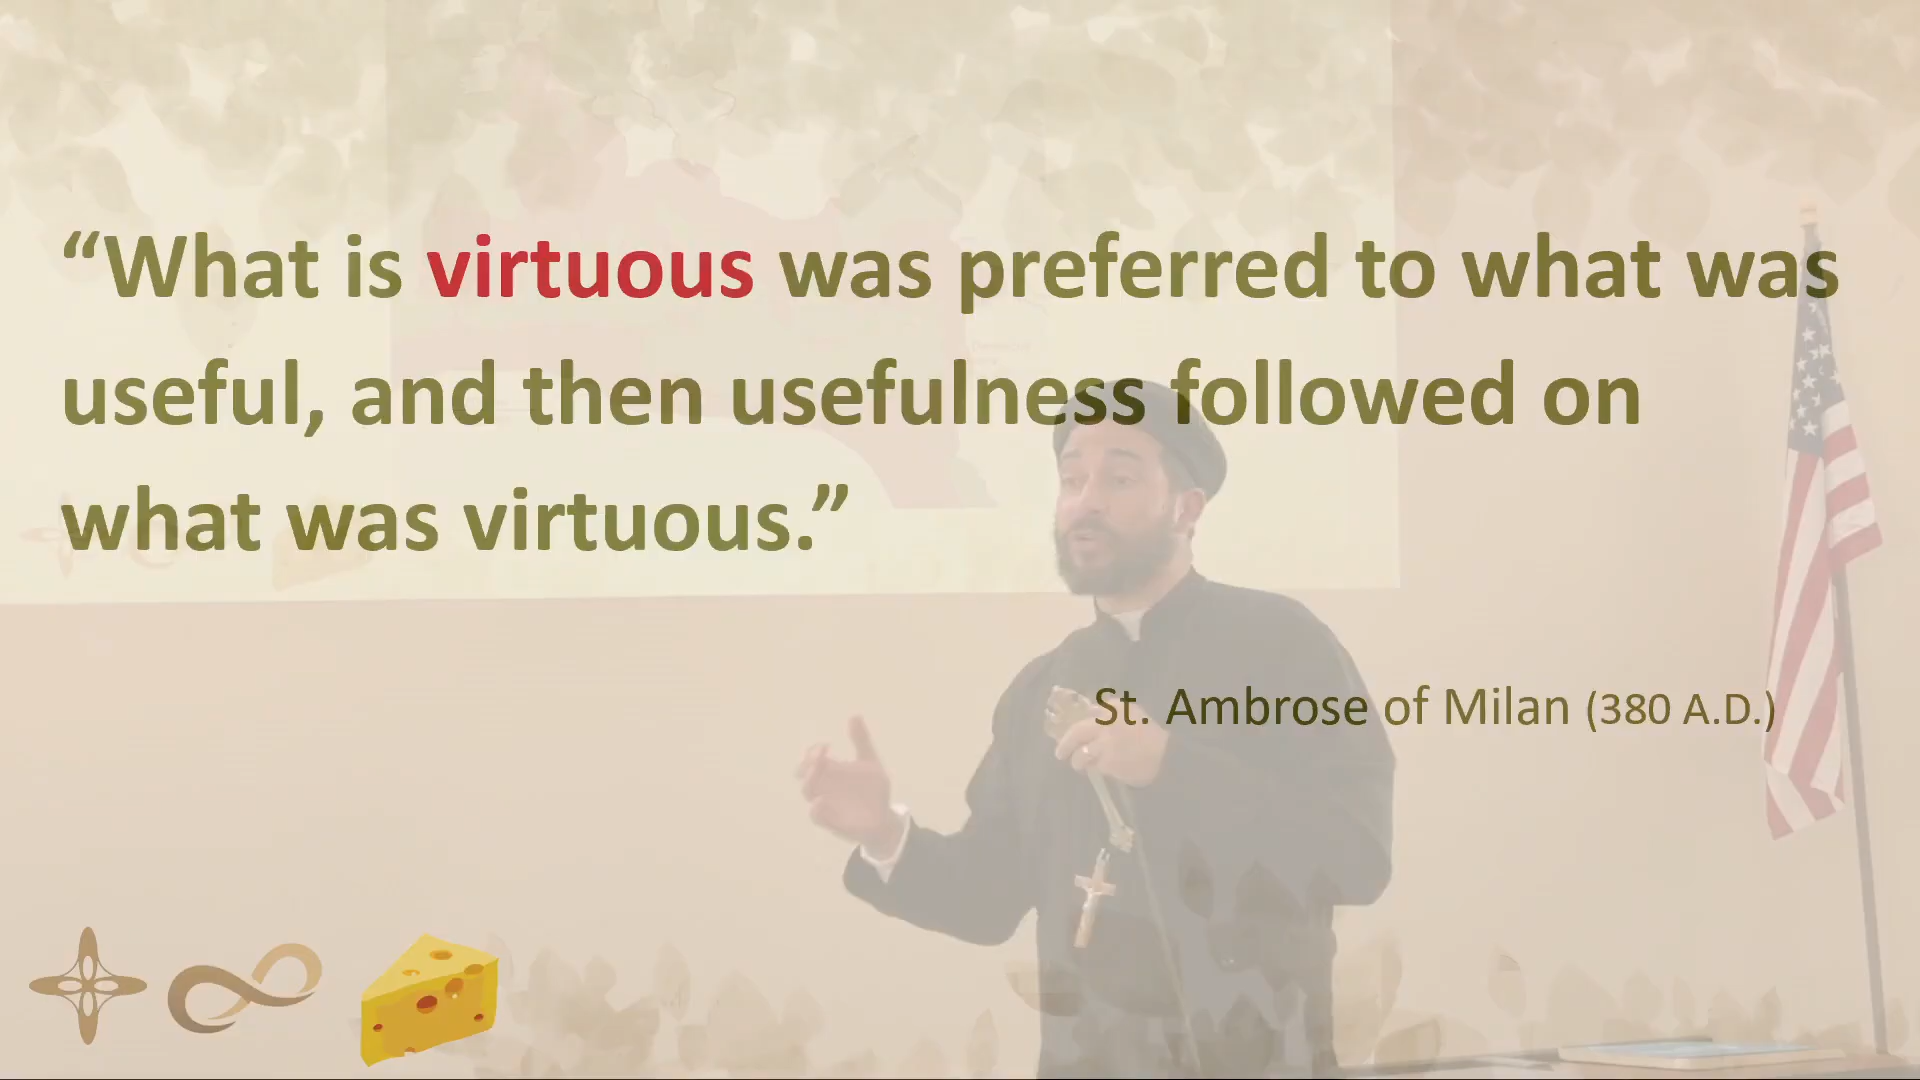 “What is virtuous was preferred to what was
useful, and then usefulness followed on
what was virtuous.”
St. Ambrose of Milan (380 A.D.)